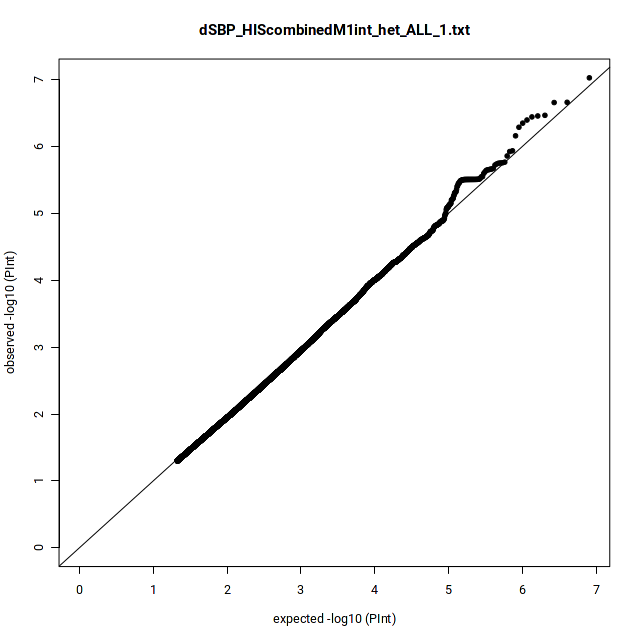 dSBP_HIScombinedM1int_het_ALL_1.txt
observed -log10 (PInt)
7
6
5
4
3
2
1
0
0 1 2 3 4 5 6 7
expected -log10 (PInt)